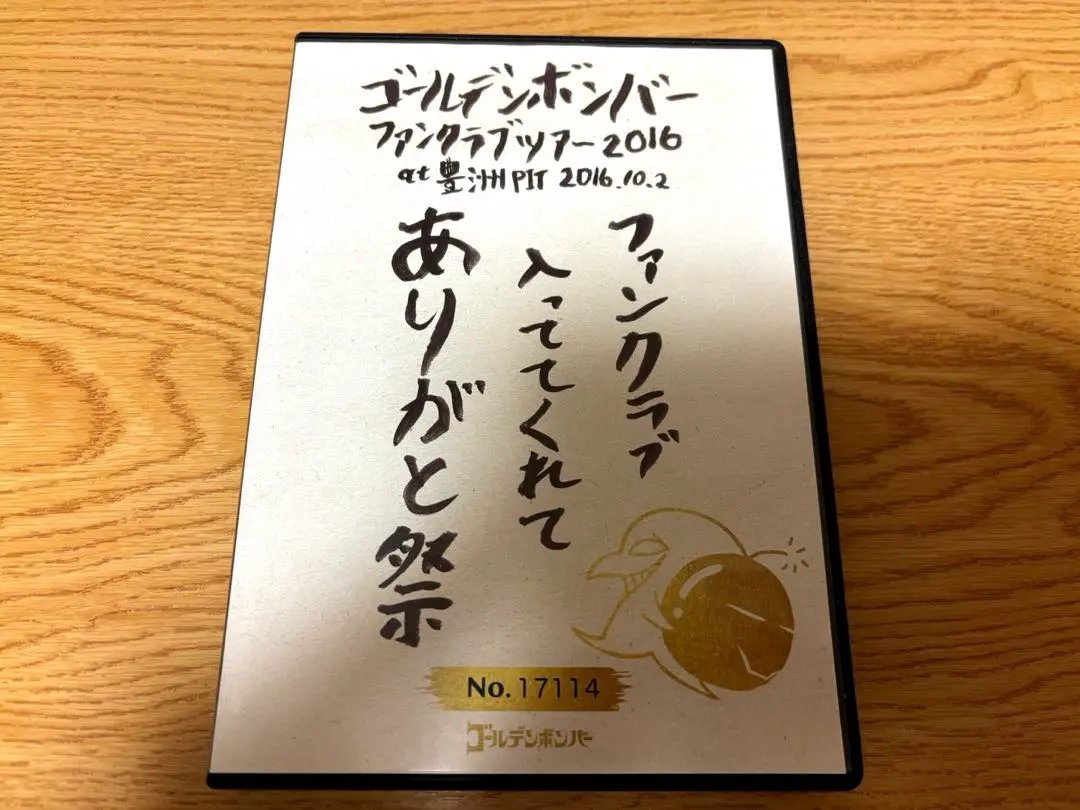 ゴールデンボンバー
ファンクラブツアー2016
at 豊洲PIT 2016.10.2
ファンクラブ
入っててくれて
ありがと祭
No.17114
ゴールデンボンバー